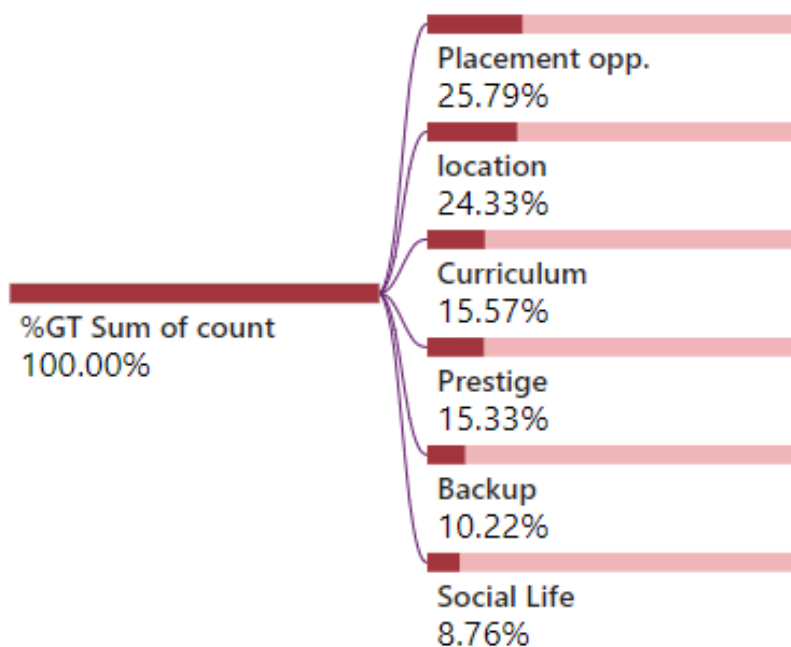 Placement opp.
25.79%
location
24.33%
Curriculum
15.57%
%GT Sum of count
100.00%
Prestige
15.33%
Backup
10.22%
Social Life
8.76%